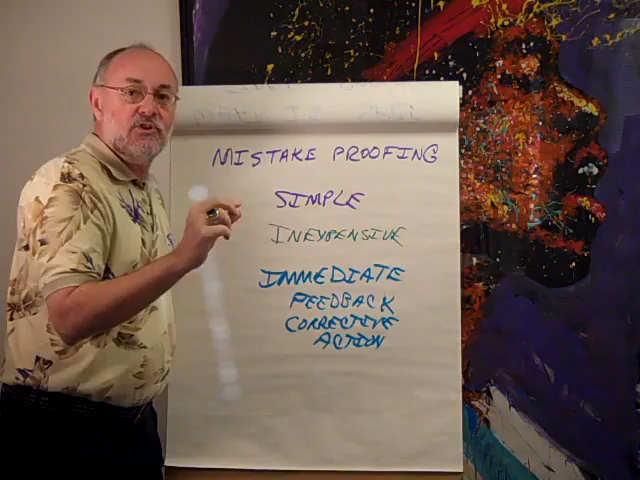 MISTAKE PROOFING
SIMPLE
INEXPENSIVE
IMMEDIATE
FEEDBACK
CORRECTIVE
ACTION